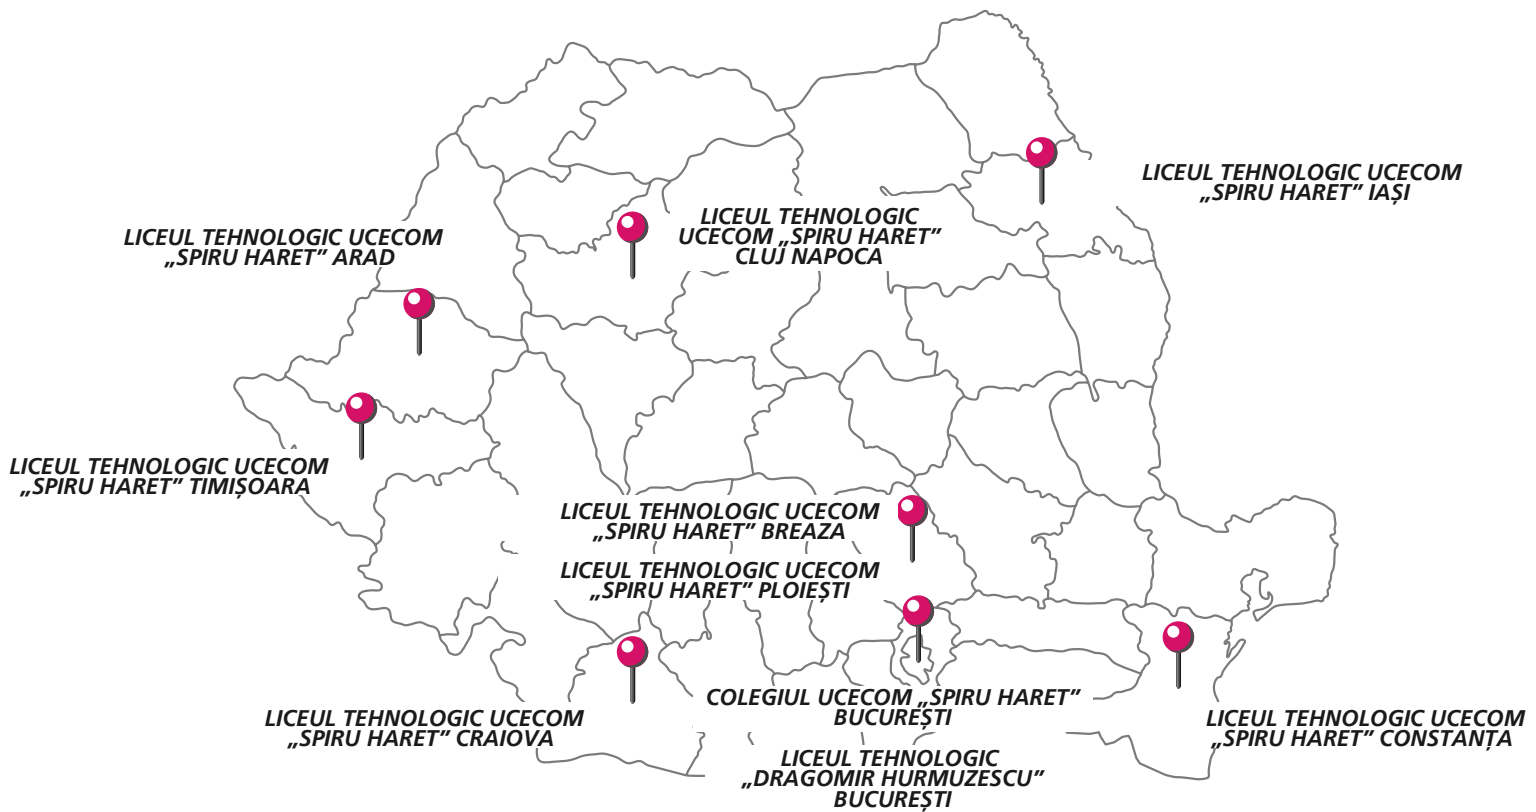 LICEUL TEHNOLOGIC UCECOM
„SPIRU HARET” IAȘI
LICEUL TEHNOLOGIC
UCECOM „SPIRU HARET”
CLUJ NAPOCA
LICEUL TEHNOLOGIC UCECOM
„SPIRU HARET” ARAD
LICEUL TEHNOLOGIC UCECOM
„SPIRU HARET” TIMIȘOARA
LICEUL TEHNOLOGIC UCECOM
„SPIRU HARET” BREAZA
LICEUL TEHNOLOGIC UCECOM
„SPIRU HARET” PLOIEȘTI
COLEGIUL UCECOM „SPIRU HARET”
BUCUREȘTI
LICEUL TEHNOLOGIC UCECOM
„SPIRU HARET” CRAIOVA
LICEUL TEHNOLOGIC UCECOM
„SPIRU HARET” CONSTANȚA
LICEUL TEHNOLOGIC
„DRAGOMIR HURMUZESCU”
BUCUREȘTI